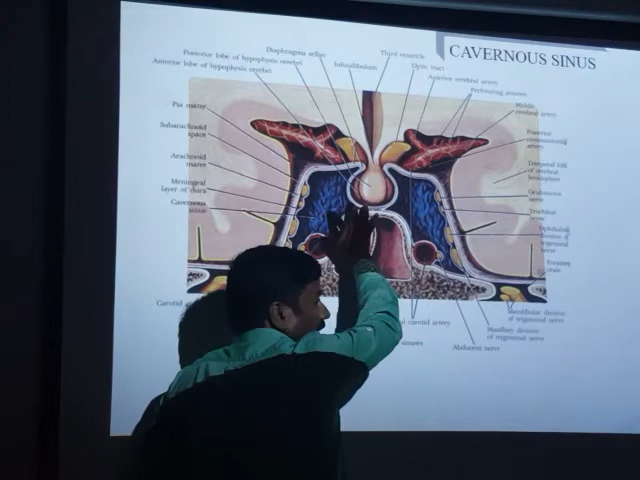 CAVERNOUS SINUS
Posterior lobe of hypophysis cerebri
Anterior lobe of hypophysis cerebri
Diaphragma sellae
Infundibulum
Third ventricle
Optic tract
Anterior cerebral artery
Perforating arteries
Middle
cerebral artery
Posterior
communicating
artery
Temporal lobe
of cerebral
hemisphere
Oculomotor
nerve
Trochlear
nerve
Ophthalmic
division of
trigeminal
nerve
Foramen
ovale
Mandibular division
of trigeminal nerve
Maxillary division
of trigeminal nerve
Abducent nerve
Pia mater
Subarachnoid
space
Arachnoid
mater
Meningeal
layer of dura
Cavernous
sinus
carotid artery
sinuses